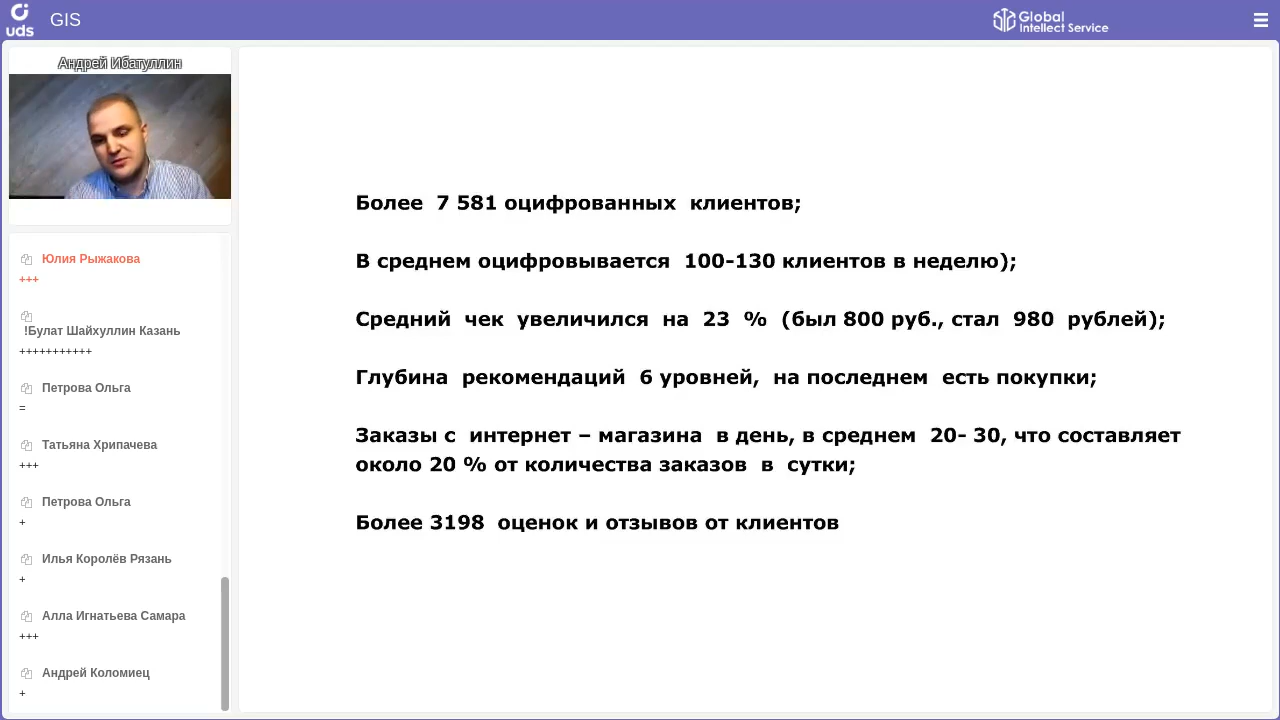 uds
GIS
Global
Intellect Service
Андрей Ибатуллин
Юлия Рыжакова
+++
!Булат Шайхуллин Казань
+++++++++++
Петрова Ольга
=
Татьяна Хрипачева
+++
Петрова Ольга
+
Илья Королёв Рязань
+
Алла Игнатьева Самара
+++
Андрей Коломиец
+
Более 7 581 оцифрованных клиентов;
В среднем оцифровывается 100-130 клиентов в неделю);
Средний чек увеличился на 23 % (был 800 руб., стал 980 рублей);
Глубина рекомендаций 6 уровней, на последнем есть покупки;
Заказы с интернет – магазина в день, в среднем 20- 30, что составляет
около 20 % от количества заказов в сутки;
Более 3198 оценок и отзывов от клиентов